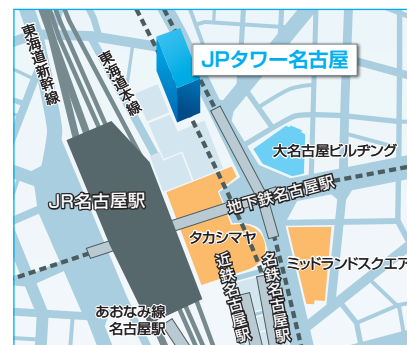 東海道新幹線
東海道本線
JPタワー名古屋
大名古屋ビルヂング
JR名古屋駅
地下鉄名古屋駅
タカシマヤ
近鉄名古屋駅
名鉄名古屋駅
ミッドランドスクエア
あおなみ線
名古屋駅